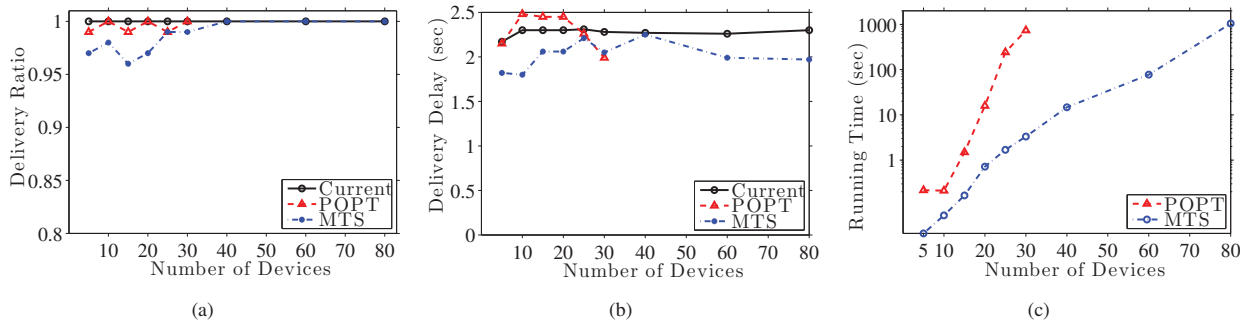 1
0.95
0.9
0.85
0.8
Delivery Ratio
10 20 30 40 50 60 70 80
Number of Devices
Current
POPT
MTS
(a)
2.5
2
1.5
1
0.5
0
Delivery Delay (sec)
10 20 30 40 50 60 70 80
Number of Devices
Current
POPT
MTS
(b)
1000
100
10
1
Running Time (sec)
5 10 20 30 40 50 60 70 80
Number of Devices
POPT
MTS
(c)